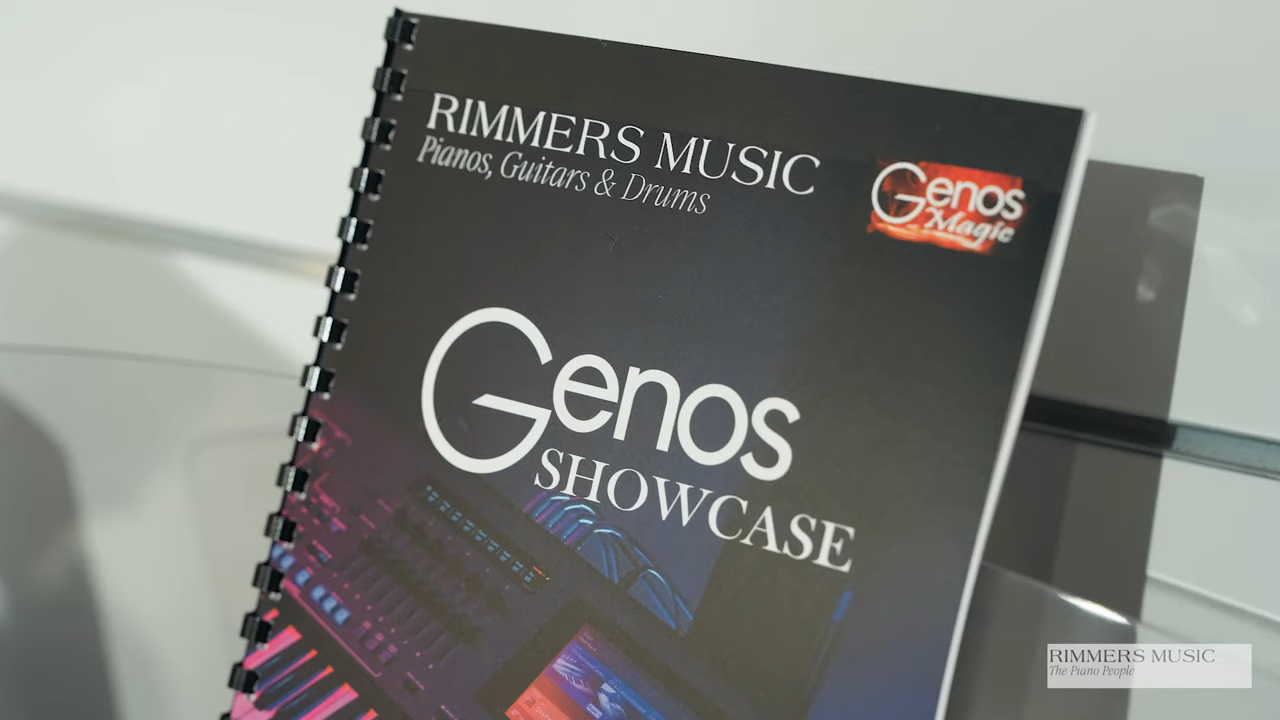 RIMMERS MUSIC
Pianos, Guitars & Drums
Genos
Magic
Genos
SHOWCASE
RIMMERS MUSIC
The Piano People